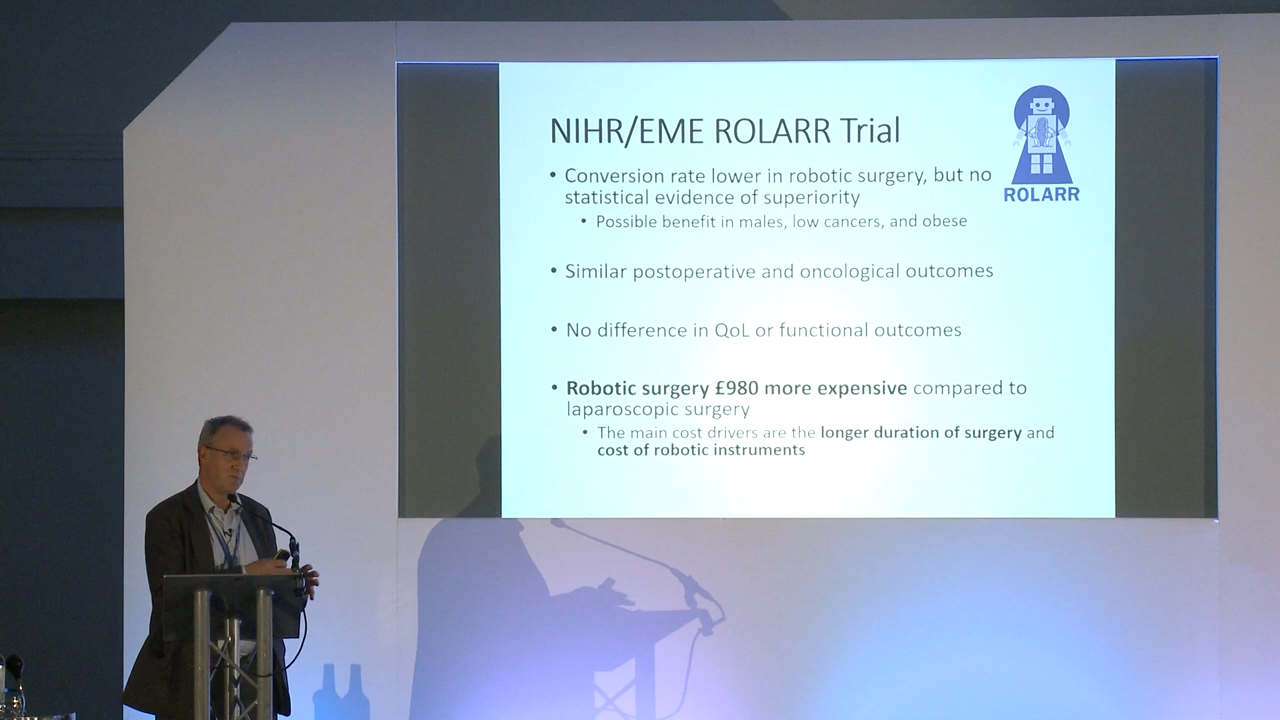 NIHR/EME ROLARR Trial
• Conversion rate lower in robotic surgery, but no
statistical evidence of superiority
• Possible benefit in males, low cancers, and obese
• Similar postoperative and oncological outcomes
• No difference in QoL or functional outcomes
• Robotic surgery £980 more expensive compared to
laparoscopic surgery
• The main cost drivers are the longer duration of surgery and
cost of robotic instruments
ROLARR